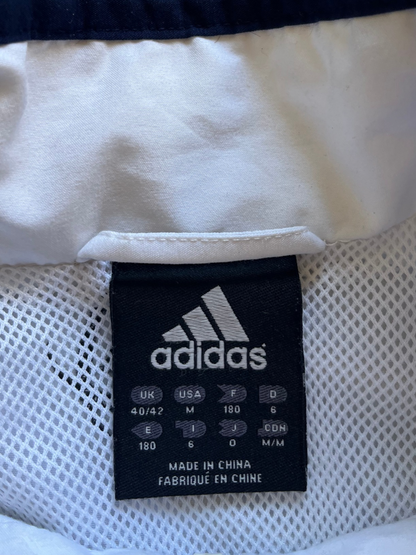 adidas
UK USA F D
40/42 M 180 6
E I J CDN
180 6 O M/M
MADE IN CHINA
FABRIQUÉ EN CHINE